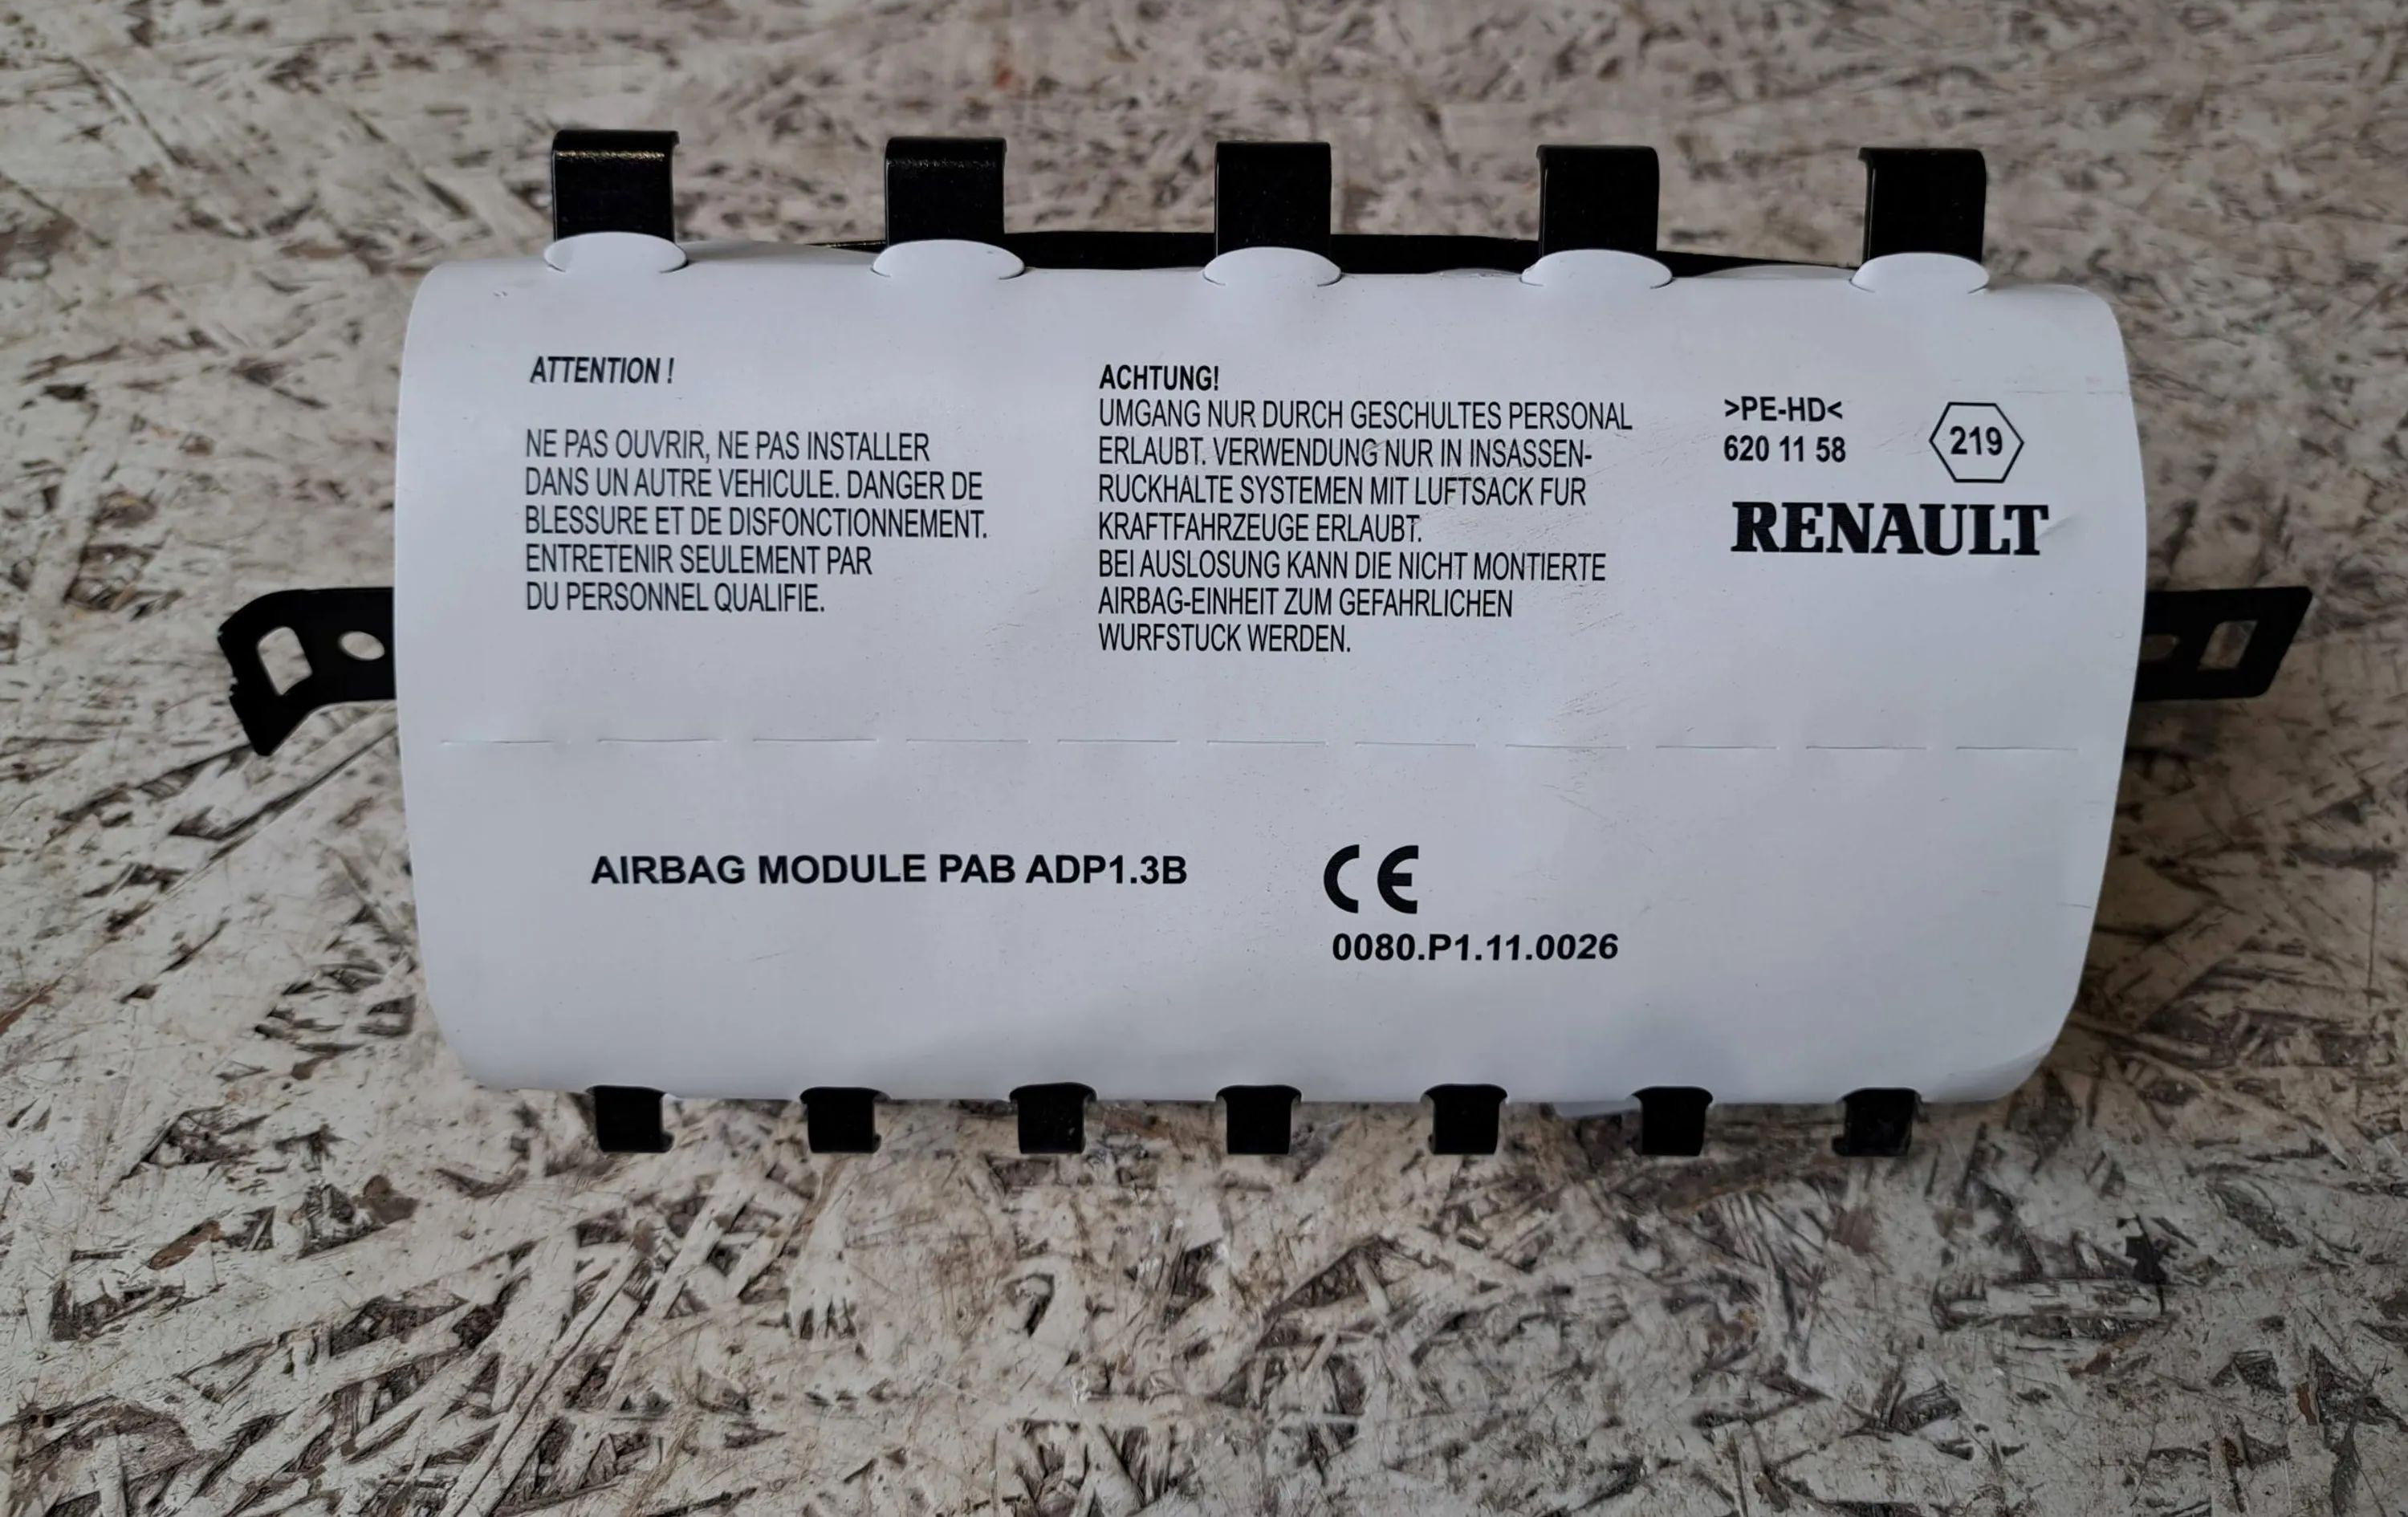 ATTENTION !
NE PAS OUVRIR, NE PAS INSTALLER
DANS UN AUTRE VEHICULE. DANGER DE
BLESSURE ET DE DISFONCTIONNEMENT.
ENTRETENIR SEULEMENT PAR
DU PERSONNEL QUALIFIE.
ACHTUNG!
UMGANG NUR DURCH GESCHULTES PERSONAL
ERLAUBT. VERWENDUNG NUR IN INSASSEN-
RUCKHALTE SYSTEMEN MIT LUFTSACK FUR
KRAFTFAHRZEUGE ERLAUBT.
BEI AUSLOSUNG KANN DIE NICHT MONTIERTE
AIRBAG-EINHEIT ZUM GEFAHRLICHEN
WURFSTUCK WERDEN.
>PE-HD<
620 11 58
219
RENAULT
AIRBAG MODULE PAB ADP1.3B
CE
0080.P1.11.0026